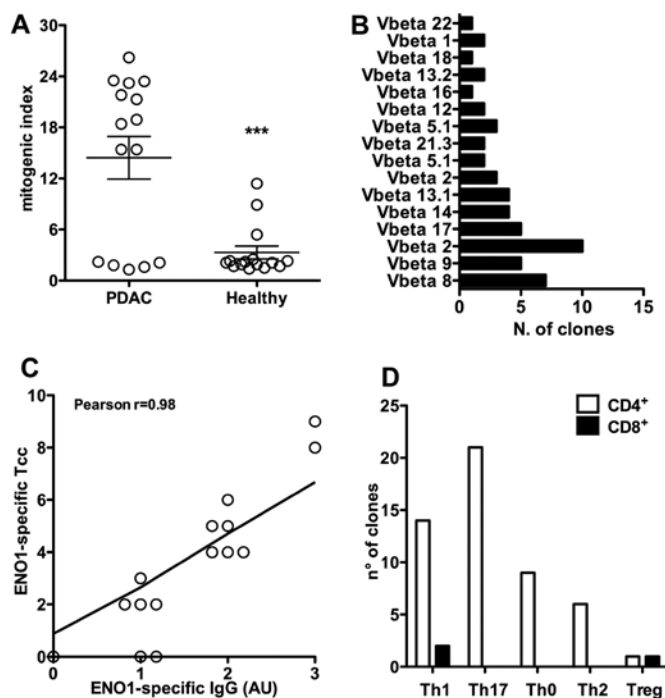 A
mitogenic index
30
24
18
12
6
0
***
PDAC Healthy
B
Vbeta 22
Vbeta 1
Vbeta 18
Vbeta 13.2
Vbeta 16
Vbeta 12
Vbeta 5.1
Vbeta 21.3
Vbeta 5.1
Vbeta 2
Vbeta 13.1
Vbeta 14
Vbeta 17
Vbeta 2
Vbeta 9
Vbeta 8
0 5 10 15
N. of clones
C
Pearson r=0.98
ENO1-specific Tcc
10
8
6
4
2
0
0 1 2 3
ENO1-specific IgG (AU)
D
CD4+
CD8+
n° of clones
25
20
15
10
5
0
Th1 Th17 Th0 Th2 Treg